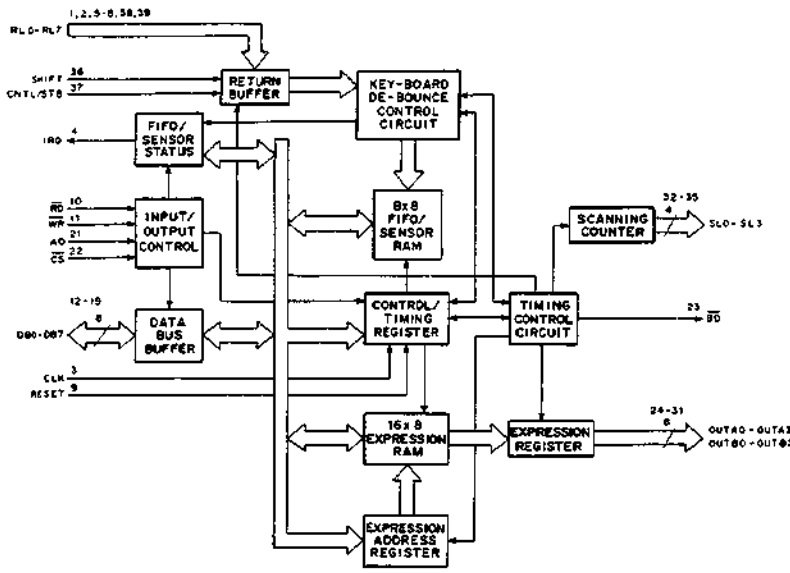 1,2,5-8,38,39
RL0-RL7
SHIFT 36
CNTL/STB 37
RETURN
BUFFER
KEY-BOARD
DE-BOUNCE
CONTROL
CIRCUIT
IRQ 4
FIFO/
SENSOR
STATUS
RD 10
WR 11
A0 21
CS 22
INPUT/
OUTPUT
CONTROL
8x8
FIFO/
SENSOR
RAM
SCANNING
COUNTER
32-35
4
SL0-SL3
12-19
8
DB0-DB7
DATA
BUS
BUFFER
CONTROL/
TIMING
REGISTER
TIMING
CONTROL
CIRCUIT
23
BD
CLK 3
RESET 9
16x8
EXPRESSION
RAM
EXPRESSION
REGISTER
24-31
8
OUTA0-OUTA3
OUTB0-OUTB3
EXPRESSION
ADDRESS
REGISTER